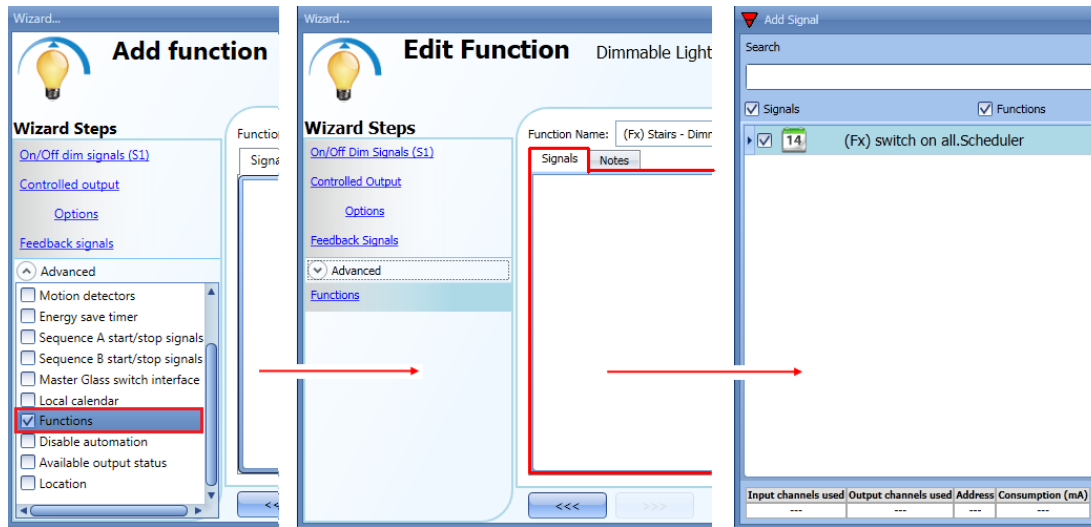 Wizard...
Add function
Wizard Steps
On/Off dim signals (S1)
Controlled output
Options
Feedback signals
Advanced
Motion detectors
Energy save timer
Sequence A start/stop signals
Sequence B start/stop signals
Master Glass switch interface
Local calendar
Functions
Disable automation
Available output status
Location
Wizard...
Edit Function Dimmable Light
Wizard Steps
On/Off Dim Signals (S1)
Controlled Output
Options
Feedback Signals
Advanced
Functions
Function Name: (Fx) Stairs -
Signals Notes
<<< >>>
Add Signal
Search
Signals Functions
14 (Fx) switch on all.Scheduler
Input channels used Output channels used Address Consumption (mA)
--- --- --- ---